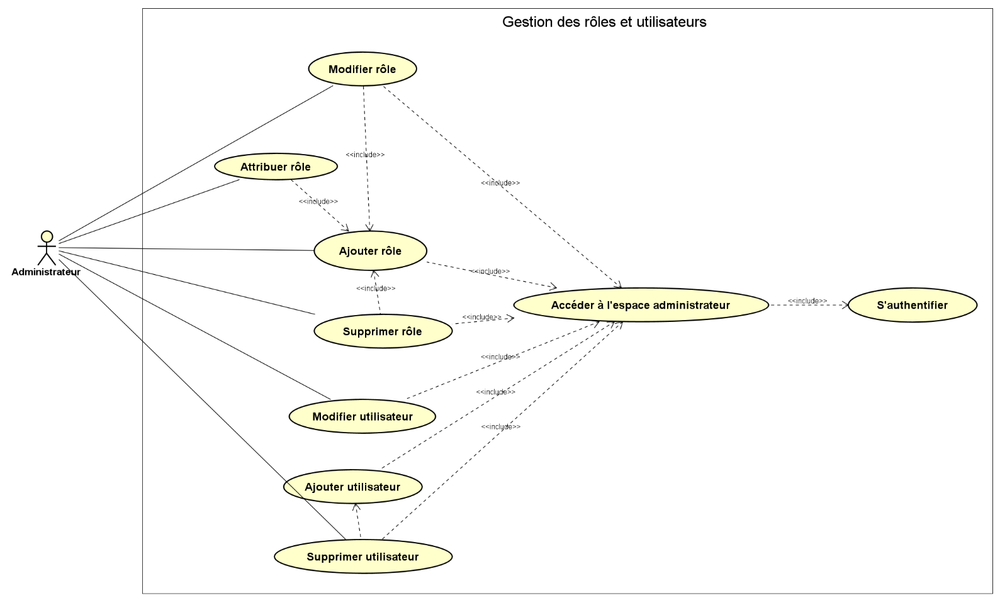 Gestion des rôles et utilisateurs
Modifier rôle
<<include>>
Attribuer rôle
<<include>>
<<include>>
Administrateur
Ajouter rôle
<<include>>
<<include>>
Accéder à l'espace administrateur
<<include>>
S'authentifier
<<include>>
Supprimer rôle
<<include>>
<<include>>
Modifier utilisateur
<<include>>
Ajouter utilisateur
Supprimer utilisateur